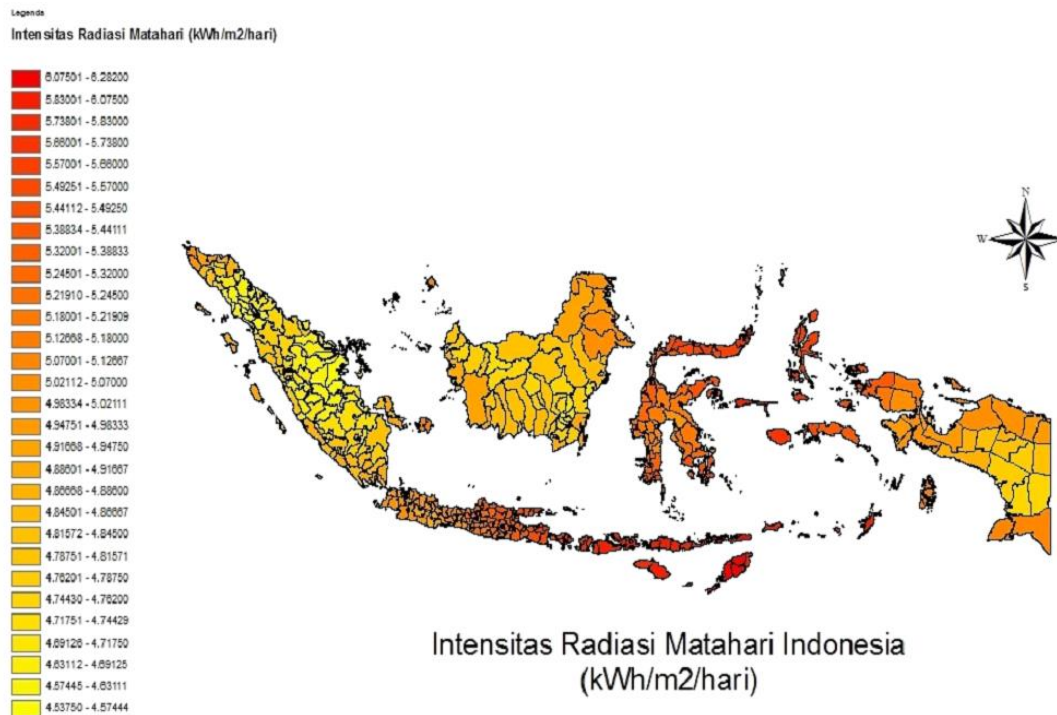 Legenda
Intensitas Radiasi Matahari (kWh/m2/hari)
6.07501 - 6.28200
5.83001 - 6.07500
5.73801 - 5.83000
5.66001 - 5.73800
5.57001 - 5.66000
5.49251 - 5.57000
5.44112 - 5.49250
5.38834 - 5.44111
5.32001 - 5.38833
5.24501 - 5.32000
5.21910 - 5.24500
5.18001 - 5.21909
5.12668 - 5.18000
5.07001 - 5.12667
5.02112 - 5.07000
4.98334 - 5.02111
4.94751 - 4.98333
4.91668 - 4.94750
4.88601 - 4.91667
4.86668 - 4.88600
4.84501 - 4.86667
4.81572 - 4.84500
4.78751 - 4.81571
4.76201 - 4.78750
4.74430 - 4.76200
4.71751 - 4.74429
4.69126 - 4.71750
4.63112 - 4.69125
4.57445 - 4.63111
4.53750 - 4.57444
N
W
S
Intensitas Radiasi Matahari Indonesia
(kWh/m2/hari)